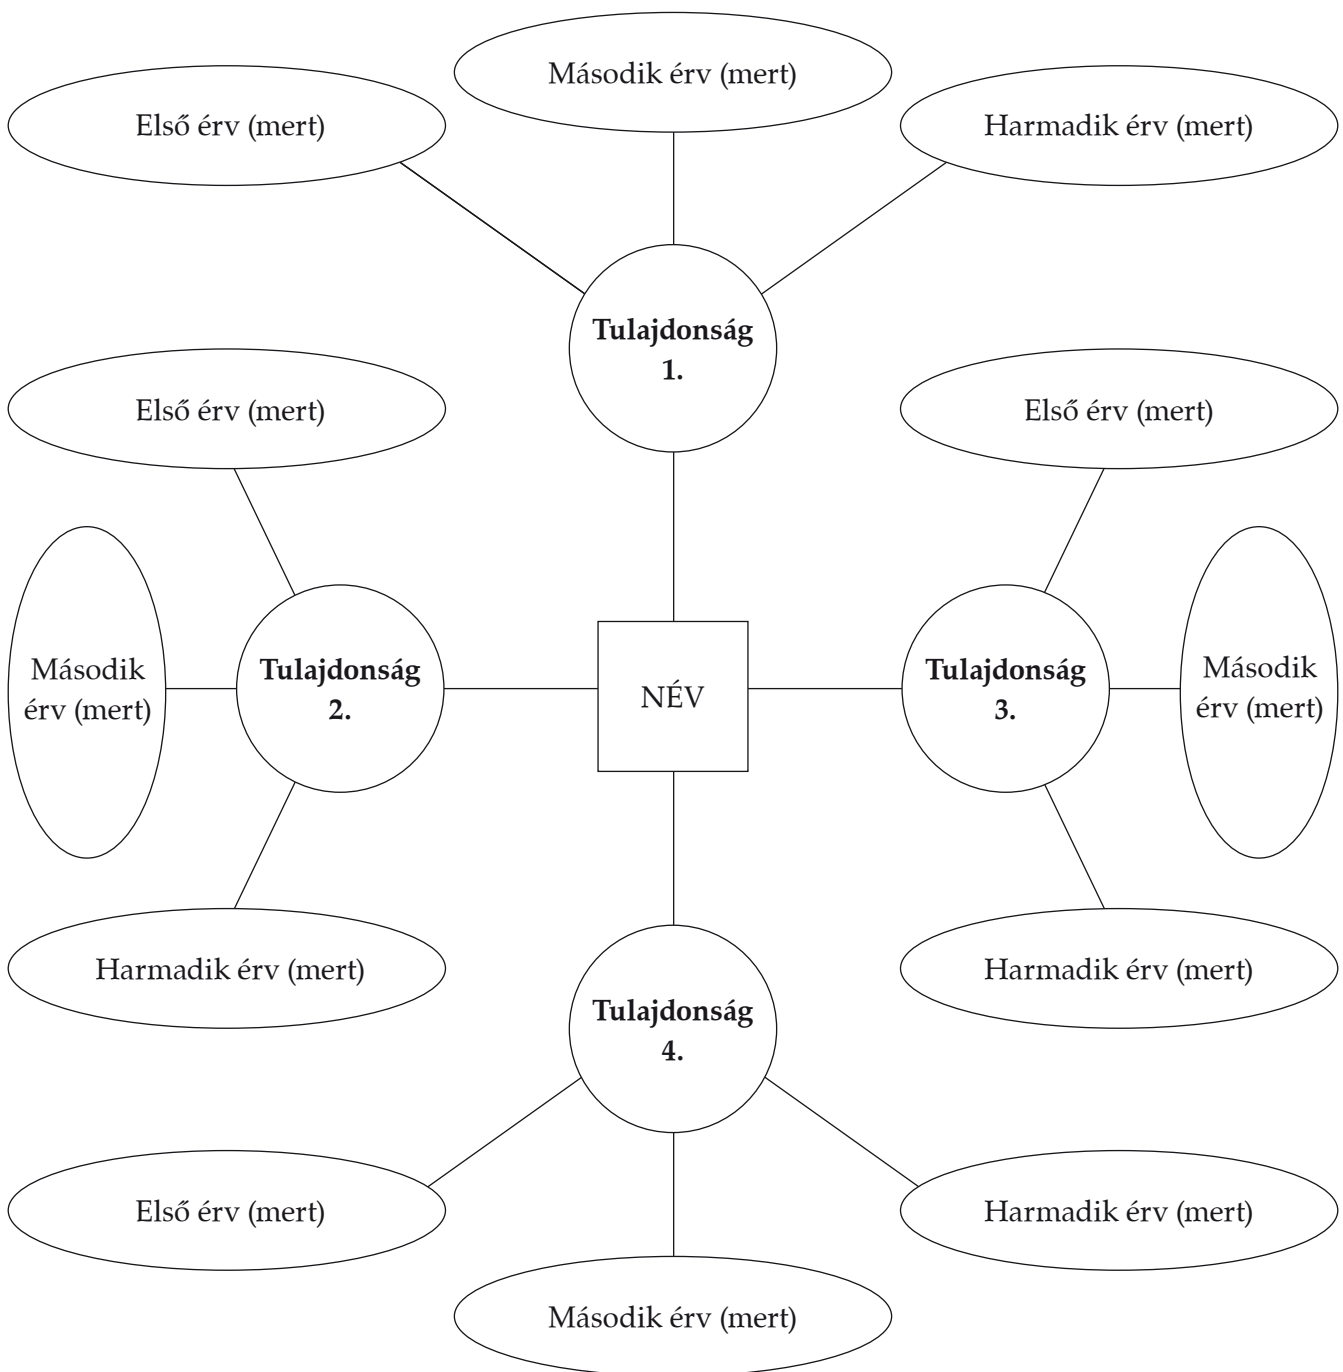 Második érv (mert)
Első érv (mert)
Harmadik érv (mert)
Tulajdonság
1.
Első érv (mert)
Első érv (mert)
Második
érv (mert)
Tulajdonság
2.
NÉV
Tulajdonság
3.
Második
érv (mert)
Harmadik érv (mert)
Harmadik érv (mert)
Tulajdonság
4.
Első érv (mert)
Harmadik érv (mert)
Második érv (mert)